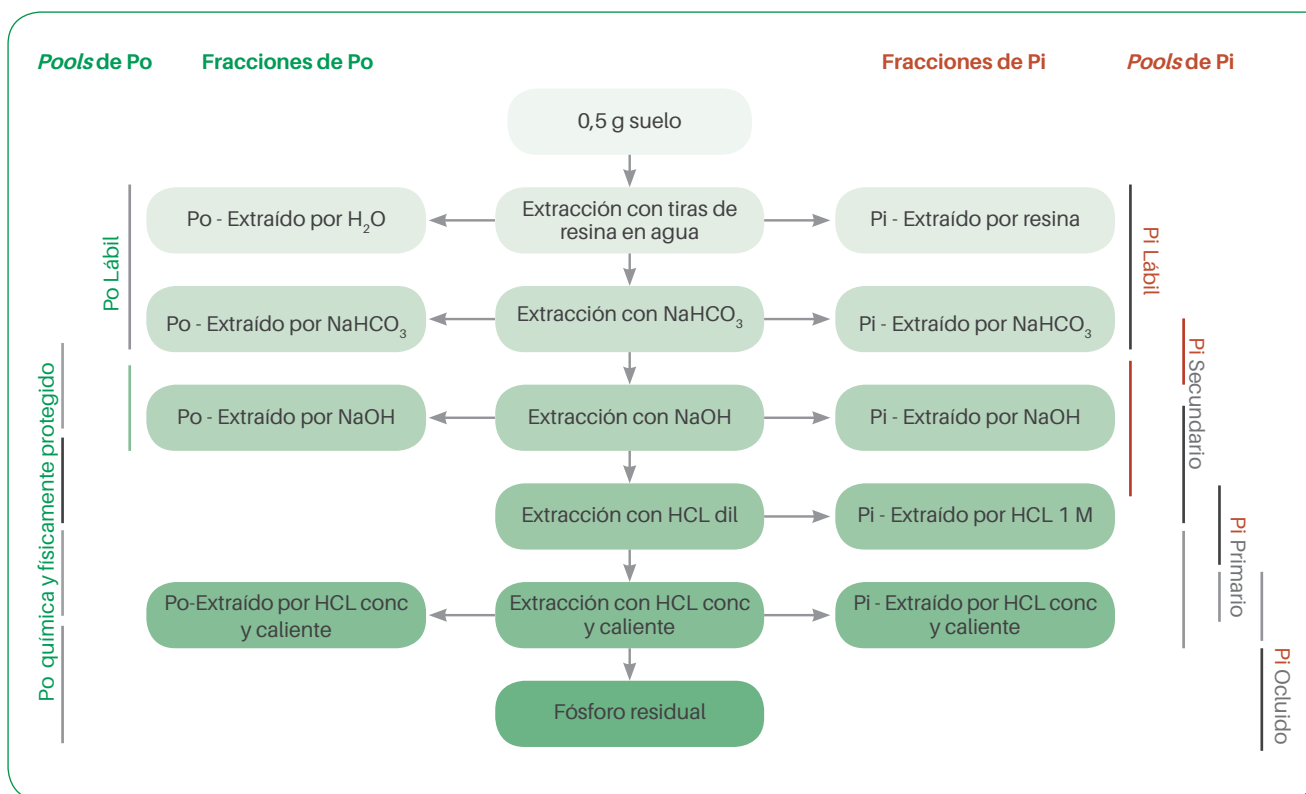 Pools de Po
Fracciones de Po
Fracciones de Pi
Pools de Pi
0,5 g suelo
Po - Extraído por H₂O
Extracción con tiras de
resina en agua
Pi - Extraído por resina
Po Lábil
Pi Lábil
Po - Extraído por NaHCO₃
Extracción con NaHCO₃
Pi - Extraído por NaHCO₃
Po química y físicamente protegido
Pi Secundario
Po - Extraído por NaOH
Extracción con NaOH
Pi - Extraído por NaOH
Extracción con HCL dil
Pi - Extraído por HCL 1 M
Pi Primario
Po-Extraído por HCL conc
y caliente
Extracción con HCL conc
y caliente
Pi - Extraído por HCL conc
y caliente
Pi Ocluido
Fósforo residual